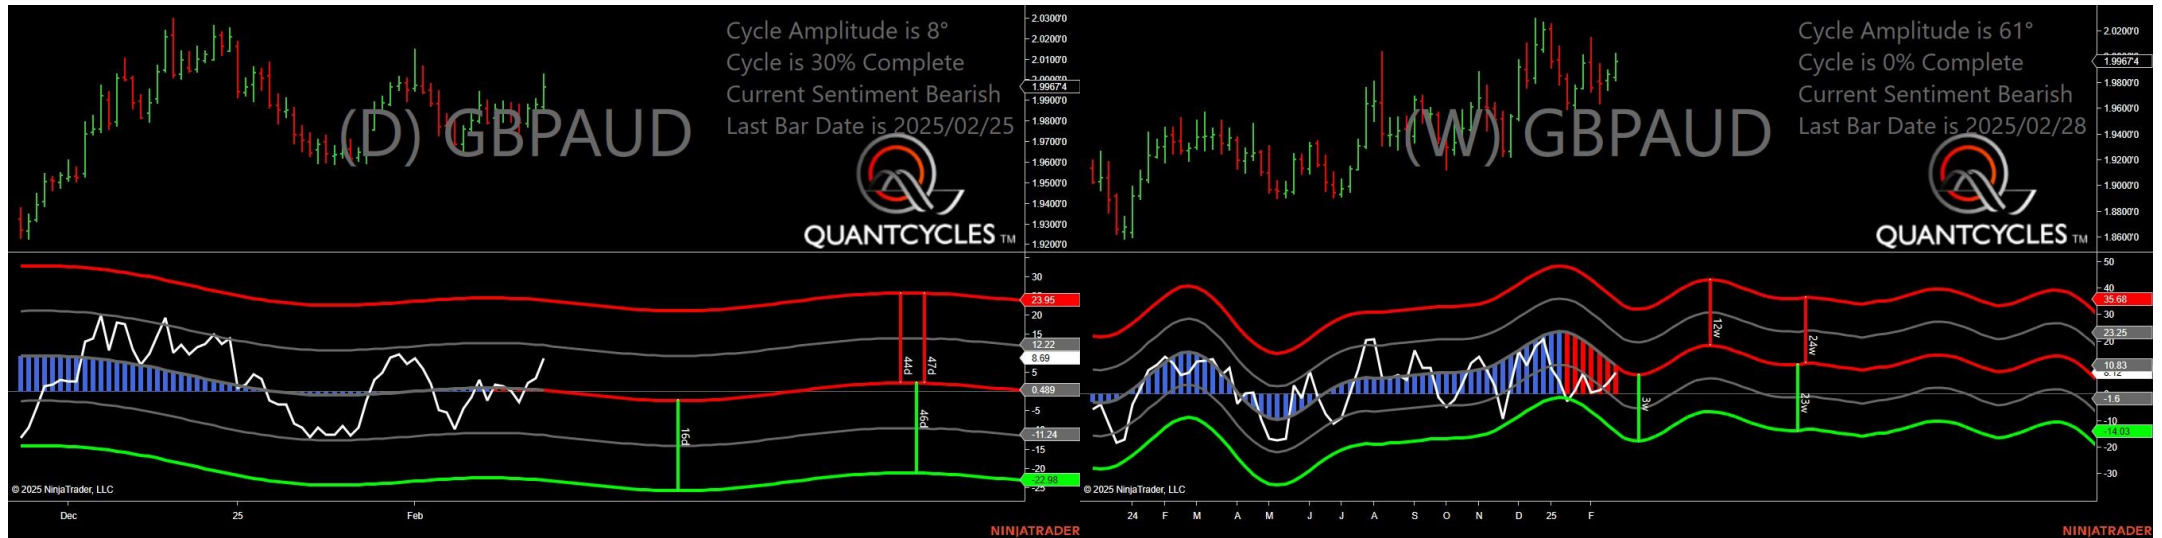 Cycle Amplitude is 8°
Cycle is 30% Complete
Current Sentiment Bearish
Last Bar Date is 2025/02/25
(D) GBPAUD
QUANTCYCLES TM
2.0300'0
2.0200'0
2.0100'0
2.0000'0
1.9967'4
1.9900'0
1.9800'0
1.9700'0
1.9600'0
1.9500'0
1.9400'0
1.9300'0
1.9200'0
30
23.95
20
15
12.22
8.69
5
0.489
-5
-11.24
-15
-20
-22.98
-25
44d
47d
16d
46d
© 2025 NinjaTrader, LLC
Dec
25
Feb
NINJATRADER
Cycle Amplitude is 61°
Cycle is 0% Complete
Current Sentiment Bearish
Last Bar Date is 2025/02/28
(W) GBPAUD
QUANTCYCLES TM
2.0200'0
1.9967'4
1.9800'0
1.9600'0
1.9400'0
1.9200'0
1.9000'0
1.8800'0
1.8600'0
50
40
35.68
30
23.25
20
10.83
-1.6
-10
-14.03
-20
-30
12w
24w
3w
23w
© 2025 NinjaTrader, LLC
24
F
M
A
M
J
J
A
S
O
N
D
25
F
NINJATRADER